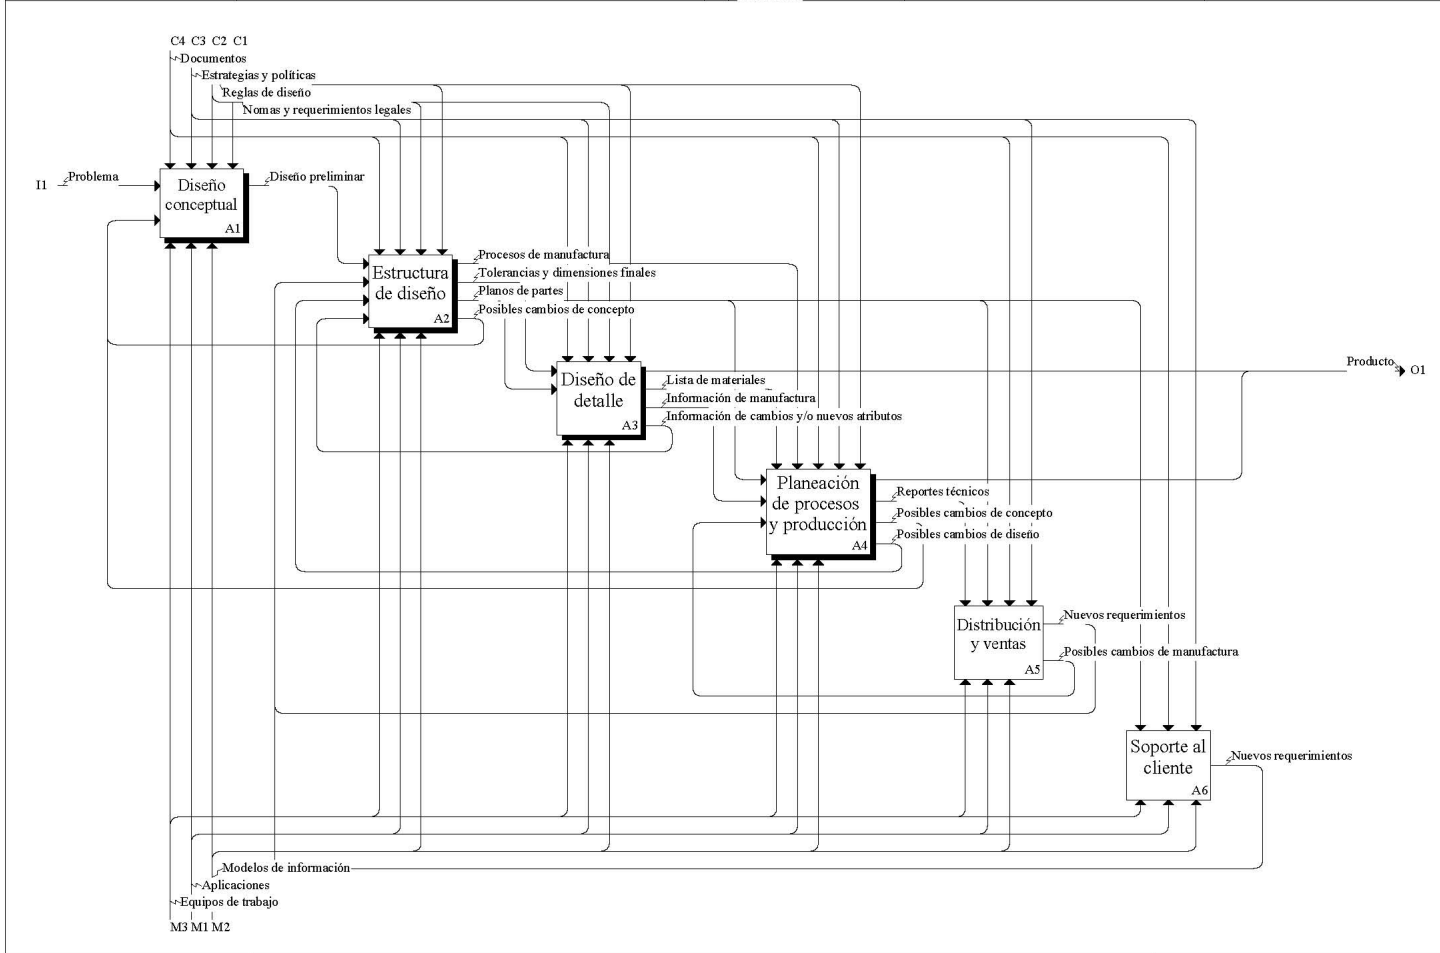 C4 C3 C2 C1
Documentos
Estrategias y políticas
Reglas de diseño
Nomas y requerimientos legales
I1
Problema
Diseño
conceptual
A1
Diseño preliminar
Estructura
de diseño
A2
Procesos de manufactura
Tolerancias y dimensiones finales
Planos de partes
Posibles cambios de concepto
Diseño de
detalle
A3
Producto
O1
Lista de materiales
Información de manufactura
Información de cambios y/o nuevos atributos
Planeación
de procesos
y producción
A4
Reportes técnicos
Posibles cambios de concepto
Posibles cambios de diseño
Distribución
y ventas
A5
Nuevos requerimientos
Posibles cambios de manufactura
Soporte al
cliente
A6
Nuevos requerimientos
Modelos de información
Aplicaciones
Equipos de trabajo
M3 M1 M2